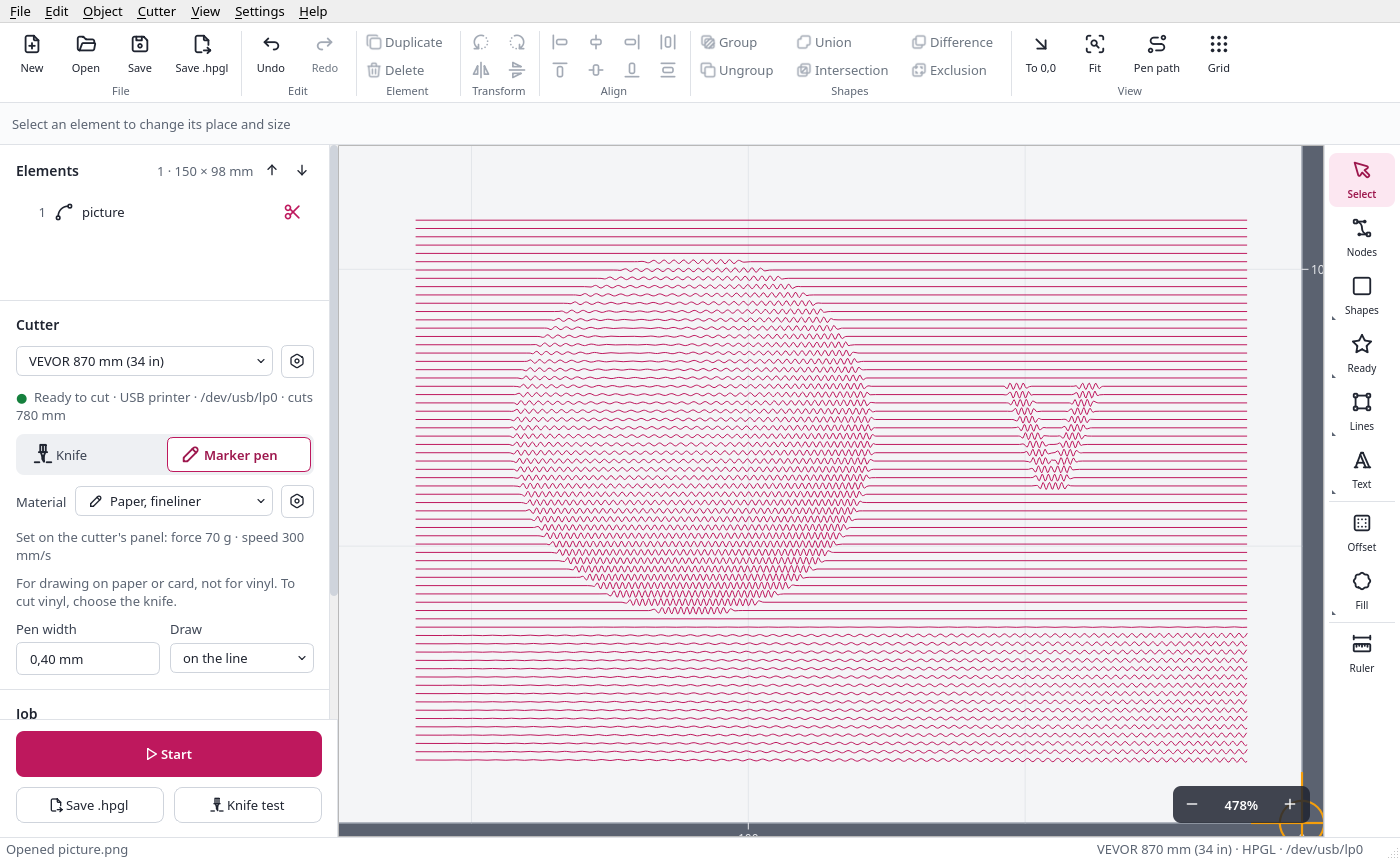 File Edit Object Cutter View Settings Help
New Open Save Save .hpgl Undo Redo Duplicate Delete Group Union Difference Ungroup Intersection Exclusion To 0,0 Fit Pen path Grid
File Edit Element Transform Align Shapes View
Select an element to change its place and size
Elements 1 · 150 × 98 mm
1 picture
Cutter
VEVOR 870 mm (34 in)
Ready to cut · USB printer · /dev/usb/lp0 · cuts
780 mm
Knife Marker pen
Material Paper, fineliner
Set on the cutter's panel: force 70 g · speed 300
mm/s
For drawing on paper or card, not for vinyl. To
cut vinyl, choose the knife.
Pen width Draw
0,40 mm on the line
Job
Start
Save .hpgl Knife test
Select
Nodes
Shapes
Ready
Lines
Text
Offset
Fill
Ruler
478%
Opened picture.png VEVOR 870 mm (34 in) · HPGL · /dev/usb/lp0